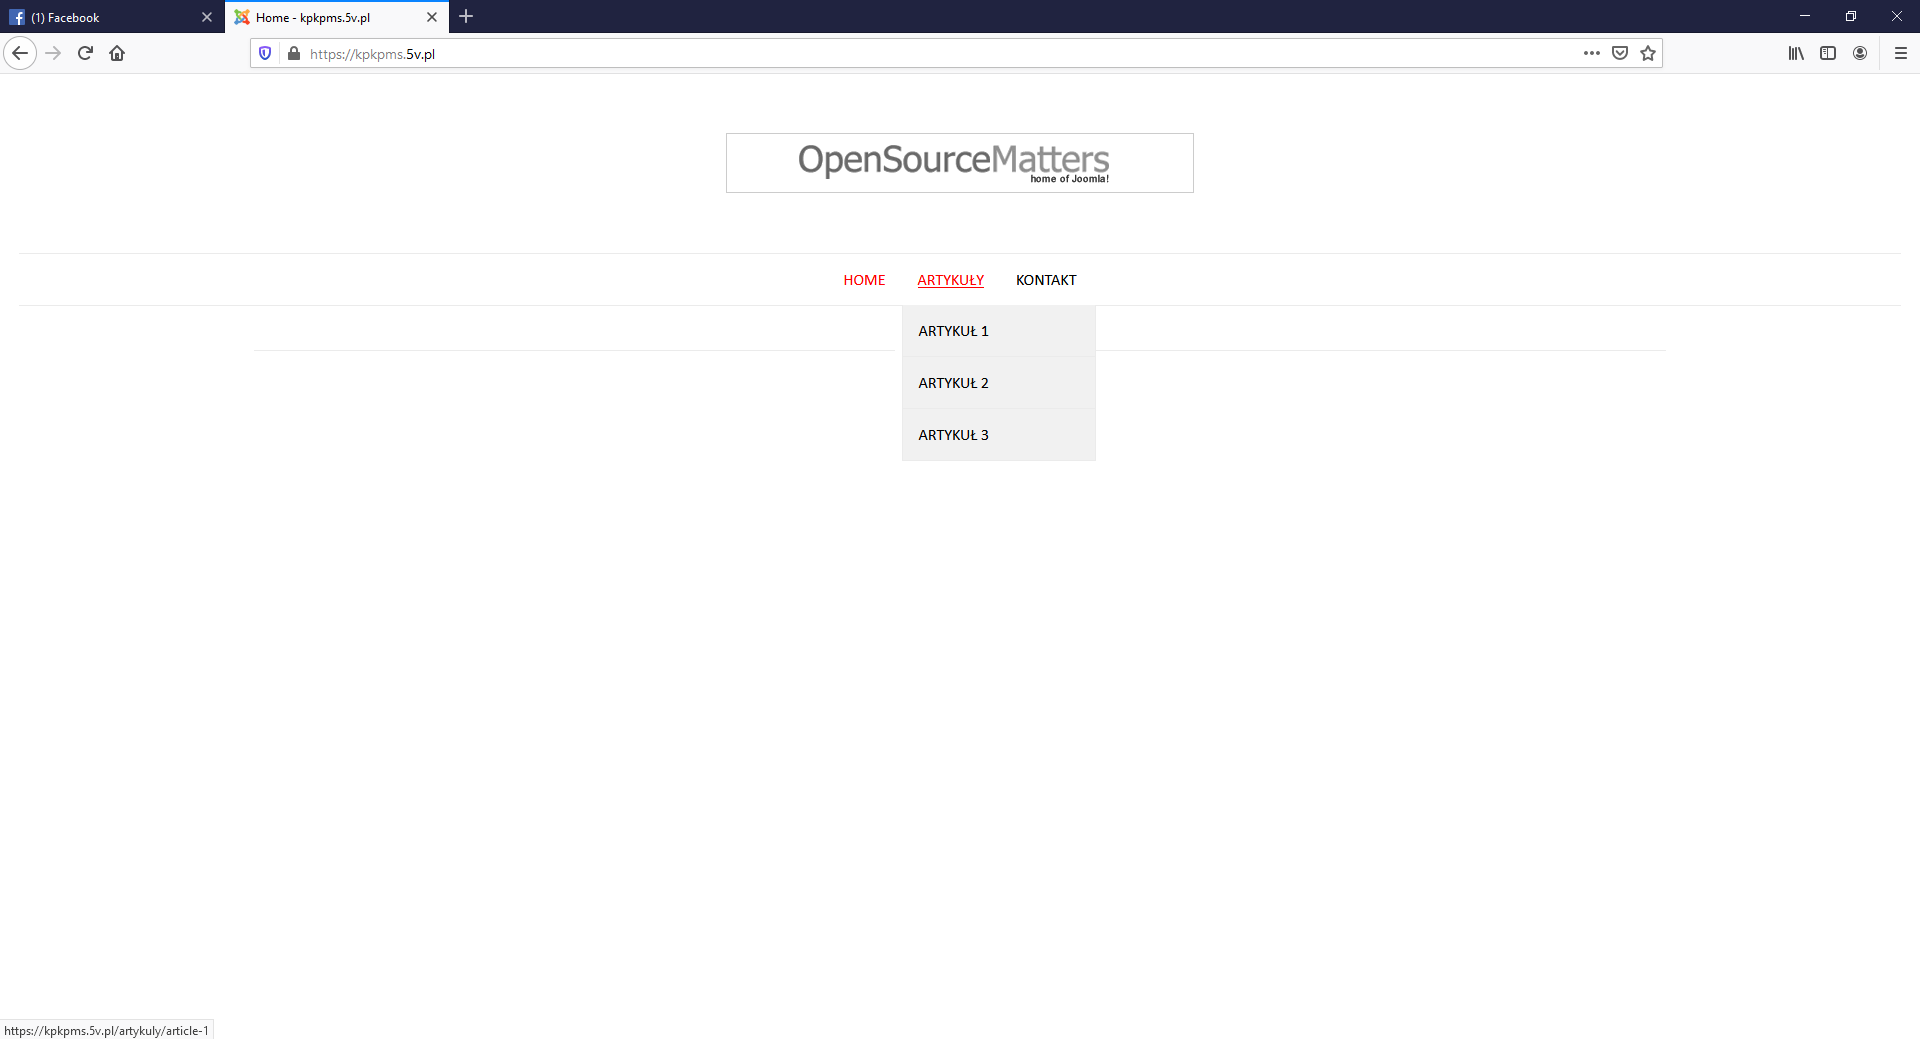 (1) Facebook
Home - kpkpms.5v.pl
https://kpkpms.5v.pl
OpenSourceMatters
home of Joomla!
HOME ARTYKUŁY KONTAKT
ARTYKUŁ 1
ARTYKUŁ 2
ARTYKUŁ 3
https://kpkpms.5v.pl/artykuly/article-1